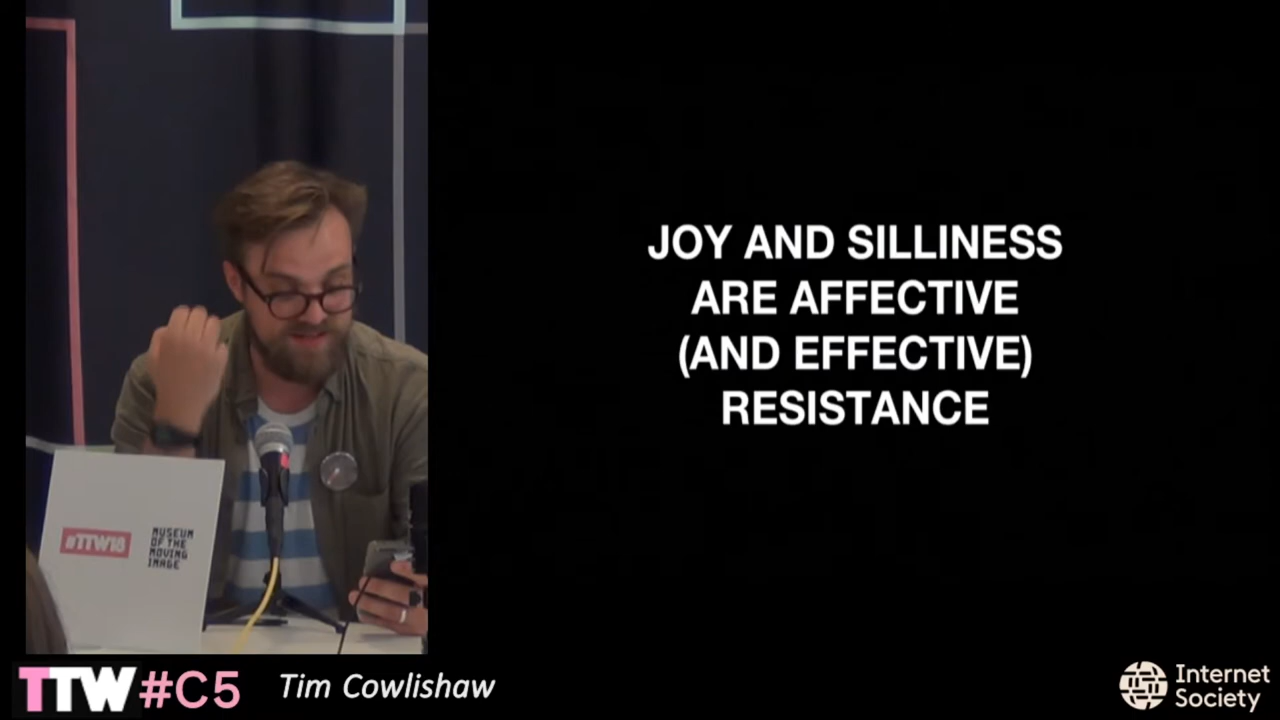 JOY AND SILLINESS
ARE AFFECTIVE
(AND EFFECTIVE)
RESISTANCE
#TTW18
MUSEUM
OF THE
MOVING
IMAGE
TTW#C5
Tim Cowlishaw
Internet
Society